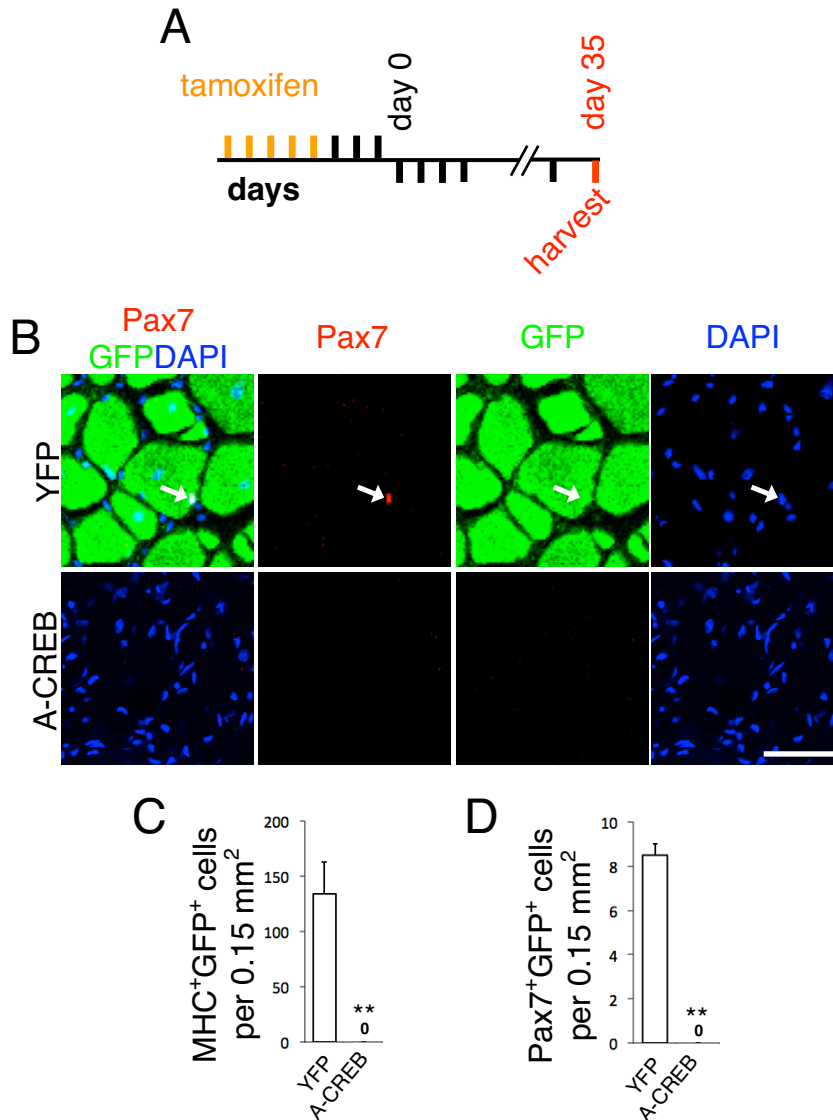 A
tamoxifen
day 0
day 35
days
harvest
B
Pax7
GFPDAPI
Pax7
GFP
DAPI
YFP
A-CREB
C
MHC+GFP+ cells
per 0.15 mm²
200
150
100
50
0
**
0
YFP
A-CREB
D
Pax7+GFP+ cells
per 0.15 mm²
10
8
6
4
2
0
**
0
YFP
A-CREB